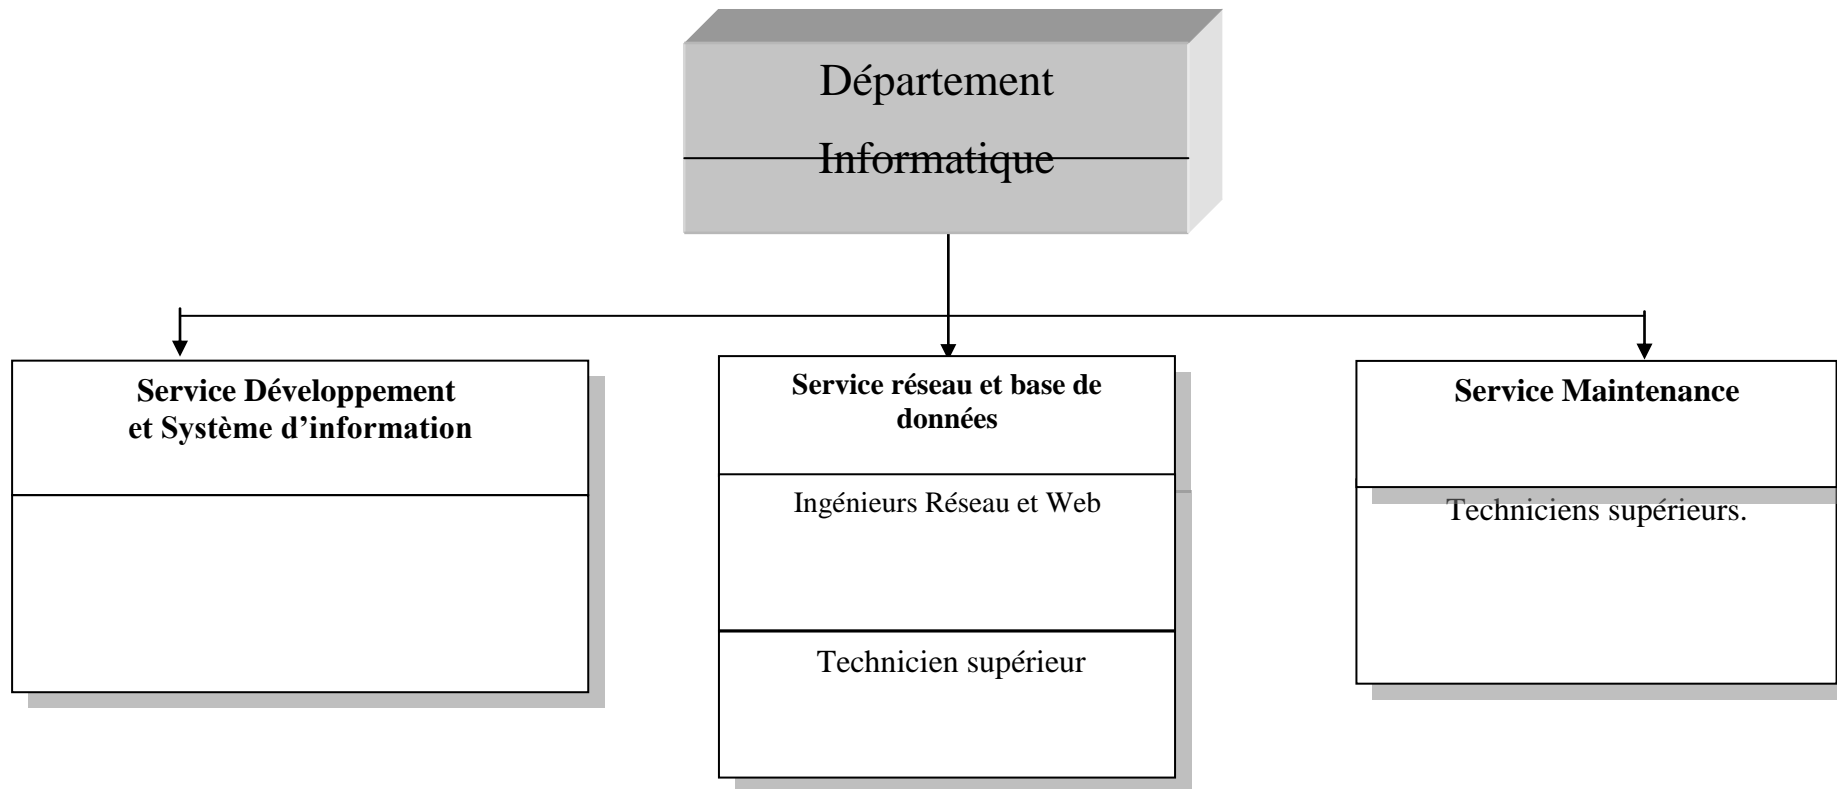 Département
Informatique
Service Développement
et Système d’information
Service réseau et base de
données
Ingénieurs Réseau et Web
Technicien supérieur
Service Maintenance
Techniciens supérieurs.